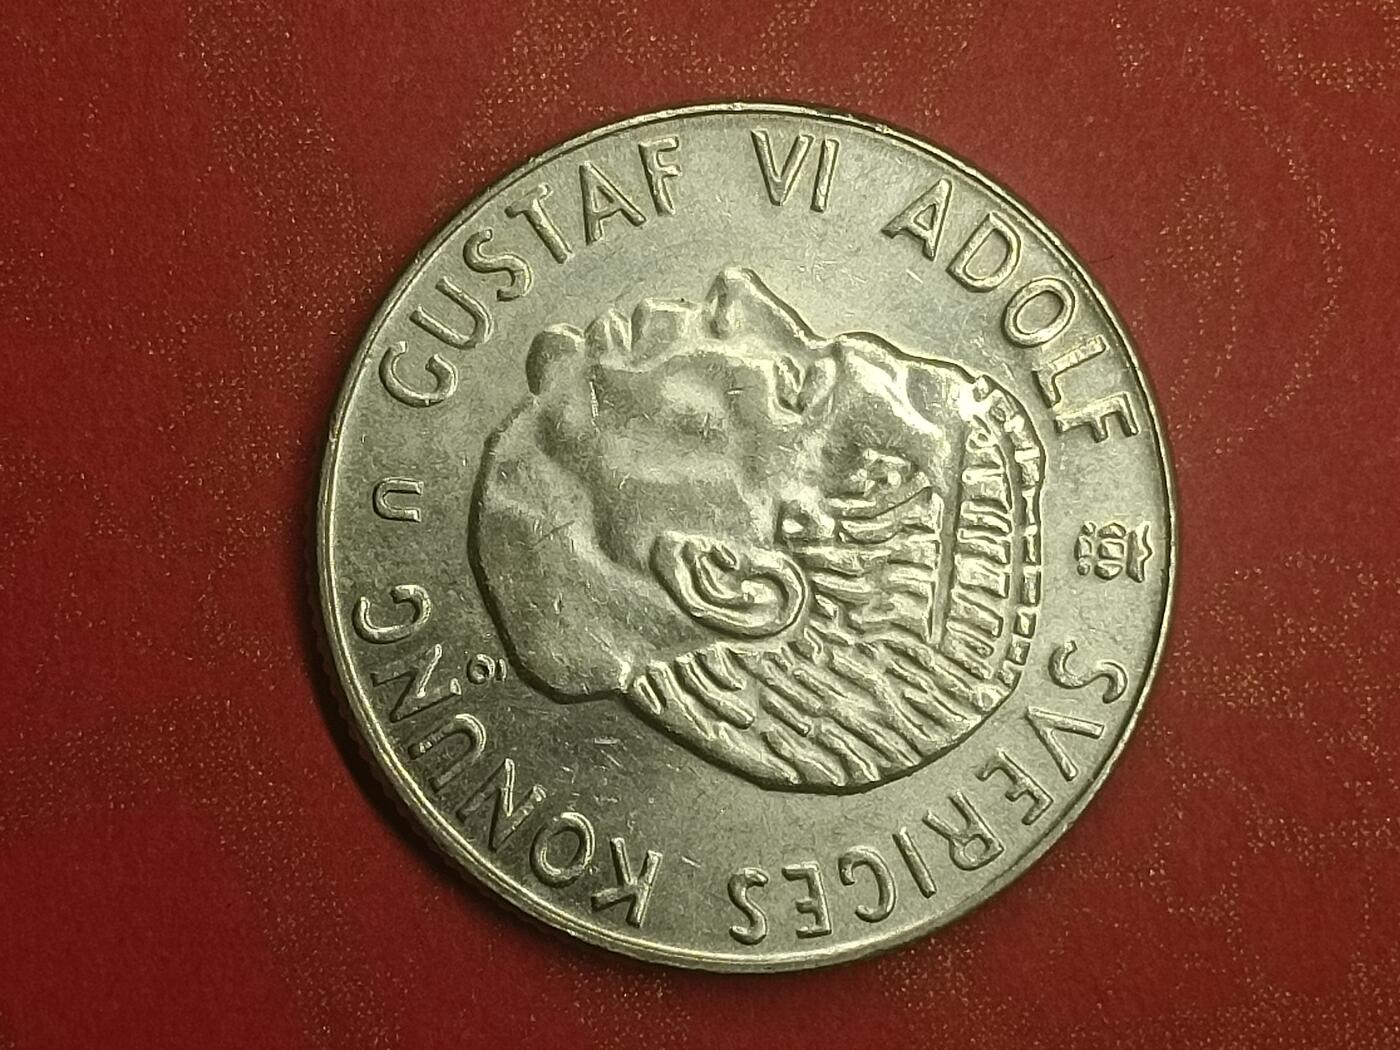 GUSTAF VI ADOLF
SVERIGES KONUNG
U